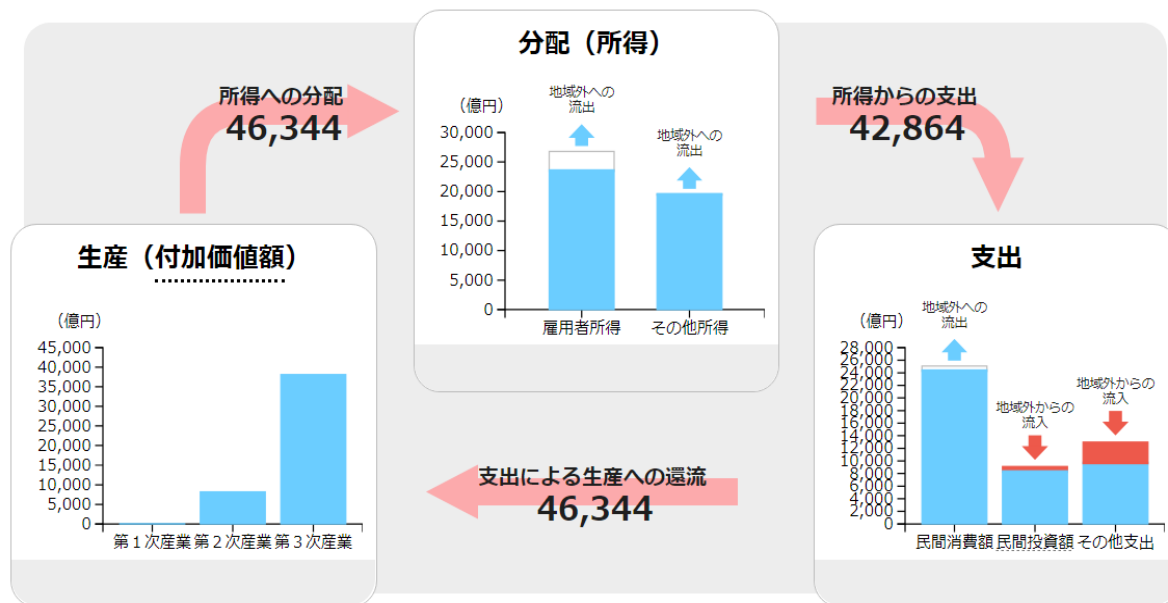 分配（所得）
（億円）
地域外への
流出
地域外への
流出
30,000
25,000
20,000
15,000
10,000
5,000
0
雇用者所得
その他所得
所得への分配
46,344
所得からの支出
42,864
生産（付加価値額）
（億円）
45,000
40,000
35,000
30,000
25,000
20,000
15,000
10,000
5,000
0
第１次産業
第２次産業
第３次産業
支出
（億円）
地域外への
流出
地域外からの
流入
地域外からの
流入
28,000
26,000
24,000
22,000
20,000
18,000
16,000
14,000
12,000
10,000
8,000
6,000
4,000
2,000
0
民間消費額
民間投資額
その他支出
支出による生産への還流
46,344